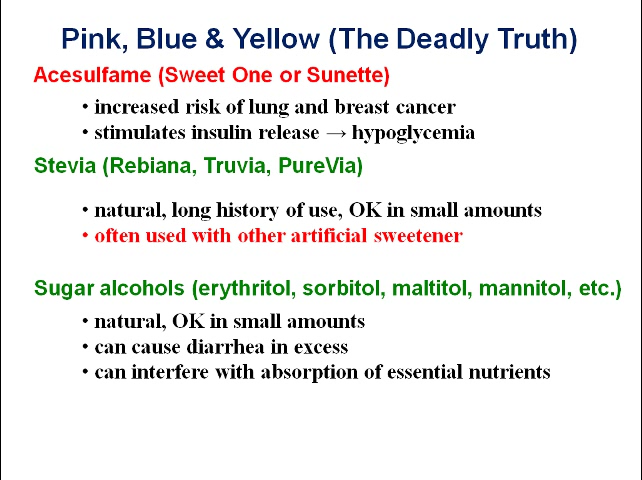 Pink, Blue & Yellow (The Deadly Truth)
Acesulfame (Sweet One or Sunette)
• increased risk of lung and breast cancer
• stimulates insulin release → hypoglycemia
Stevia (Rebiana, Truvia, PureVia)
• natural, long history of use, OK in small amounts
• often used with other artificial sweetener
Sugar alcohols (erythritol, sorbitol, maltitol, mannitol, etc.)
• natural, OK in small amounts
• can cause diarrhea in excess
• can interfere with absorption of essential nutrients